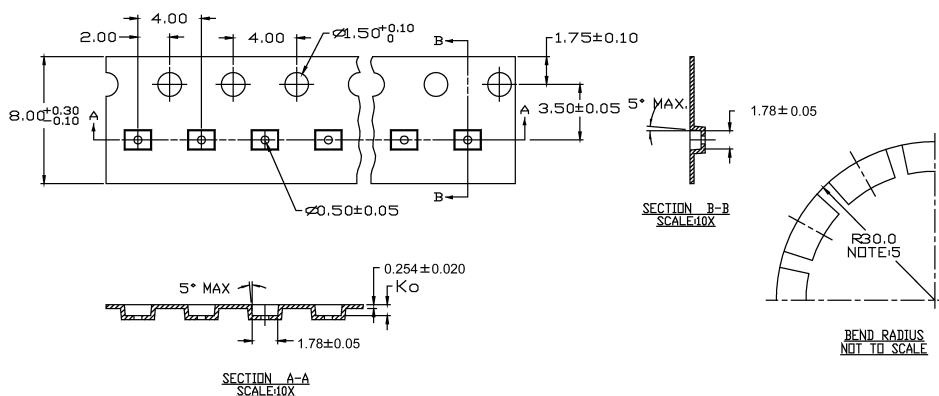 4.00
2.00
4.00
⌀1.50+0.10 0
1.75±0.10
8.00+0.30 -0.10
3.50±0.05
A
A
B
B
⌀0.50±0.05
5° MAX.
1.78±0.05
SECTION B-B
SCALE:10X
R30.0
NOTE:5
BEND RADIUS
NOT TO SCALE
5° MAX
0.254±0.020
Ko
1.78±0.05
SECTION A-A
SCALE:10X